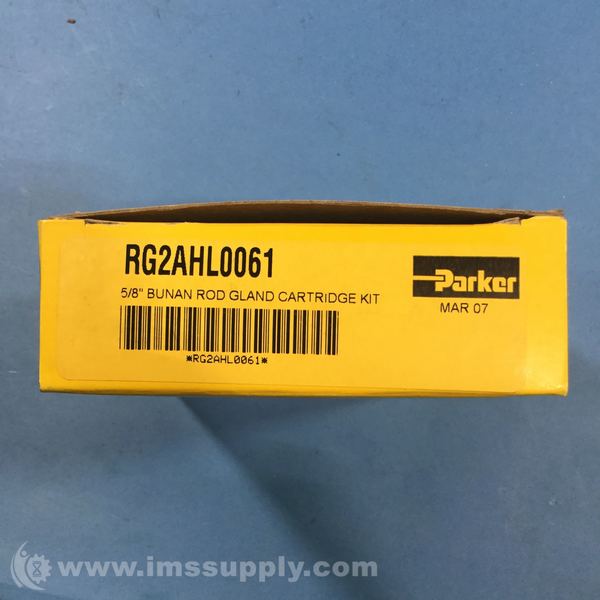 RG2AHL0061
5/8" BUNAN ROD GLAND CARTRIDGE KIT
*RG2AHL0061*
Parker
MAR 07
www.imssupply.com